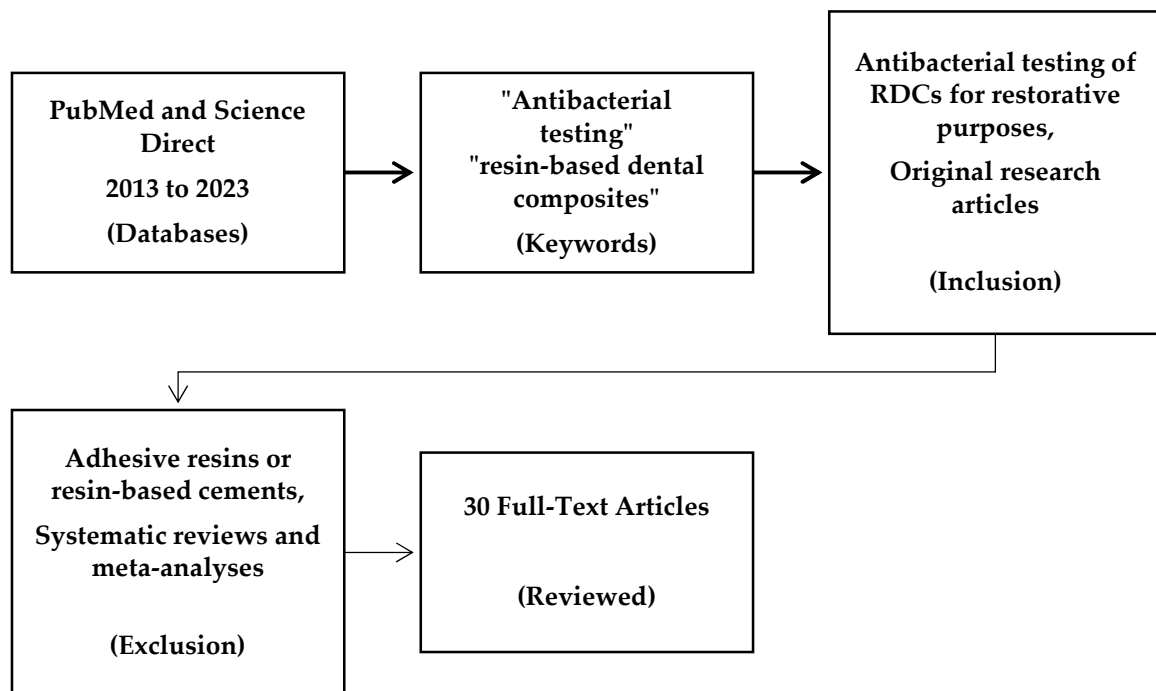 PubMed and Science
Direct
2013 to 2023
(Databases)
"Antibacterial
testing"
"resin-based dental
composites"
(Keywords)
Antibacterial testing of
RDCs for restorative
purposes,
Original research
articles
(Inclusion)
Adhesive resins or
resin-based cements,
Systematic reviews and
meta-analyses
(Exclusion)
30 Full-Text Articles
(Reviewed)